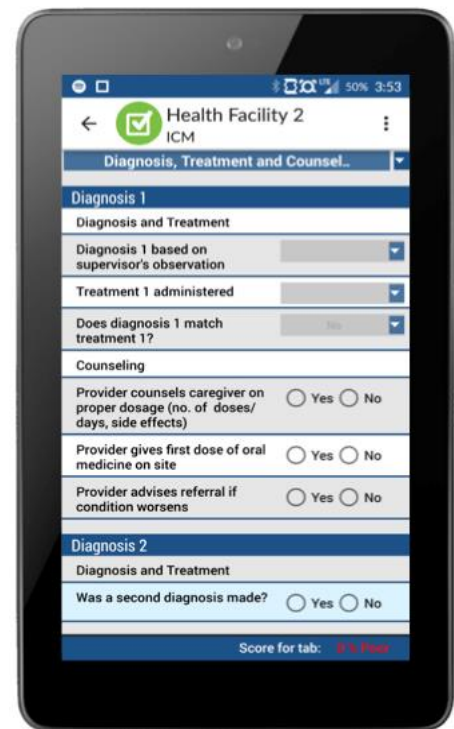 LTE 50% 3:53
Health Facility 2
ICM
Diagnosis, Treatment and Counsel..
Diagnosis 1
Diagnosis and Treatment
Diagnosis 1 based on
supervisor's observation
Treatment 1 administered
Does diagnosis 1 match
treatment 1?
No
Counseling
Provider counsels caregiver on
proper dosage (no. of doses/
days, side effects)
Yes No
Provider gives first dose of oral
medicine on site
Yes No
Provider advises referral if
condition worsens
Yes No
Diagnosis 2
Diagnosis and Treatment
Was a second diagnosis made?
Yes No
Score for tab: